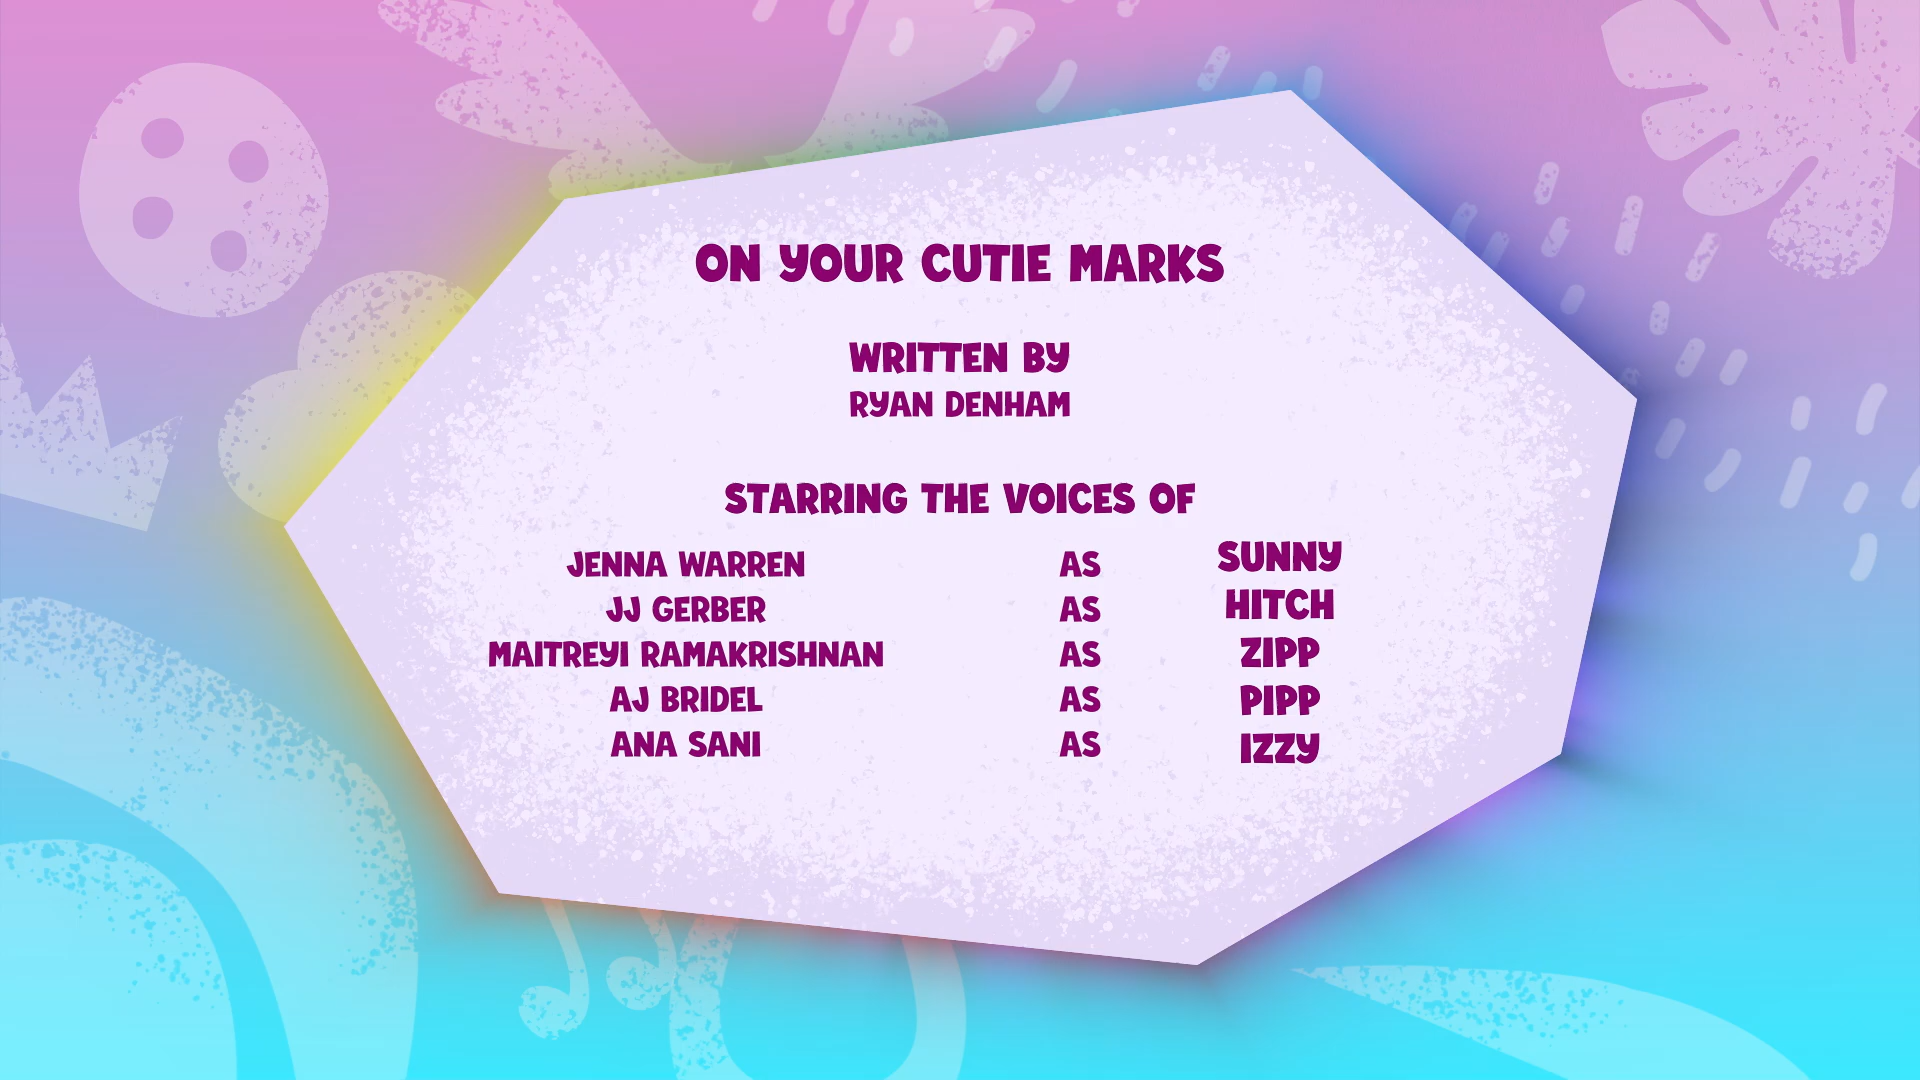 ON YOUR CUTIE MARKS
WRITTEN BY
RYAN DENHAM
STARRING THE VOICES OF
JENNA WARREN AS SUNNY
JJ GERBER AS HITCH
MAITREYI RAMAKRISHNAN AS ZIPP
AJ BRIDEL AS PIPP
ANA SANI AS IZZY